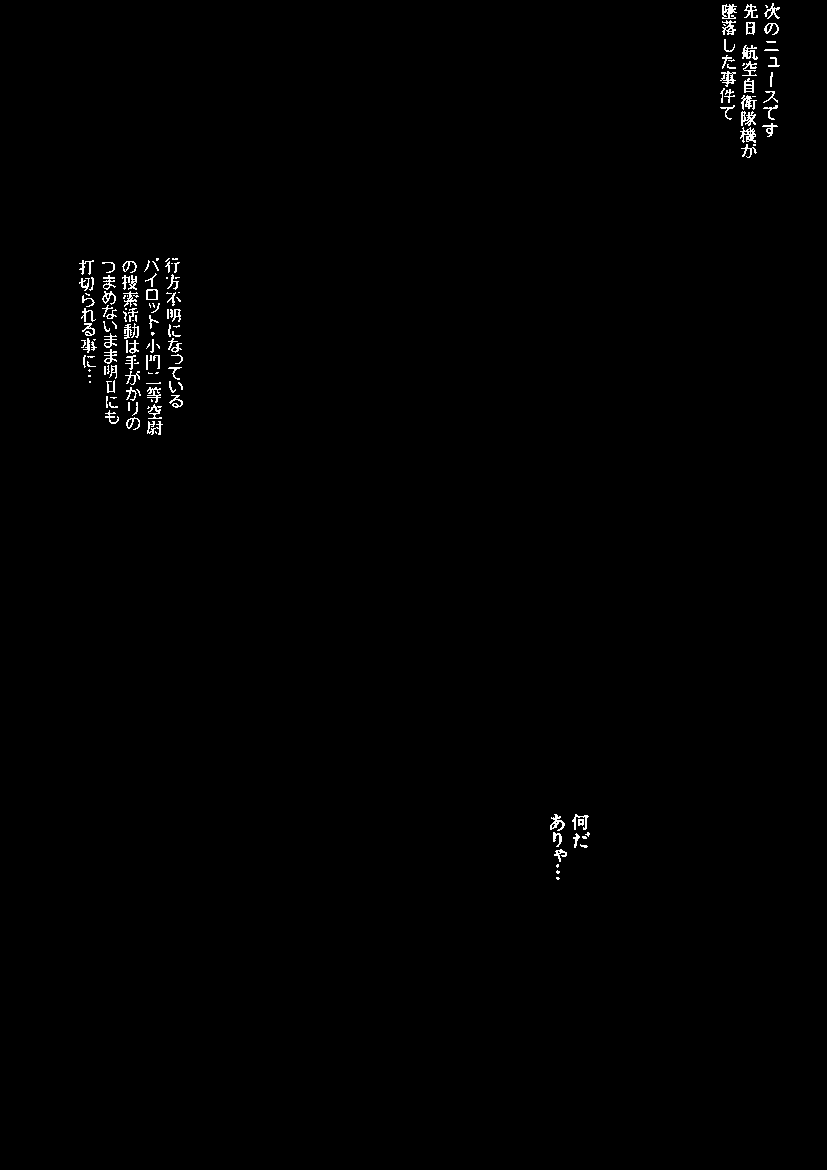 次のニュースです
先日 航空自衛隊機が
墜落した事件て
行方不明になっている
パイロット・小門二等空尉
の捜索活動は手がかりの
つまめないまま明日にも
打切られる事に…
何だ
ありゃ…